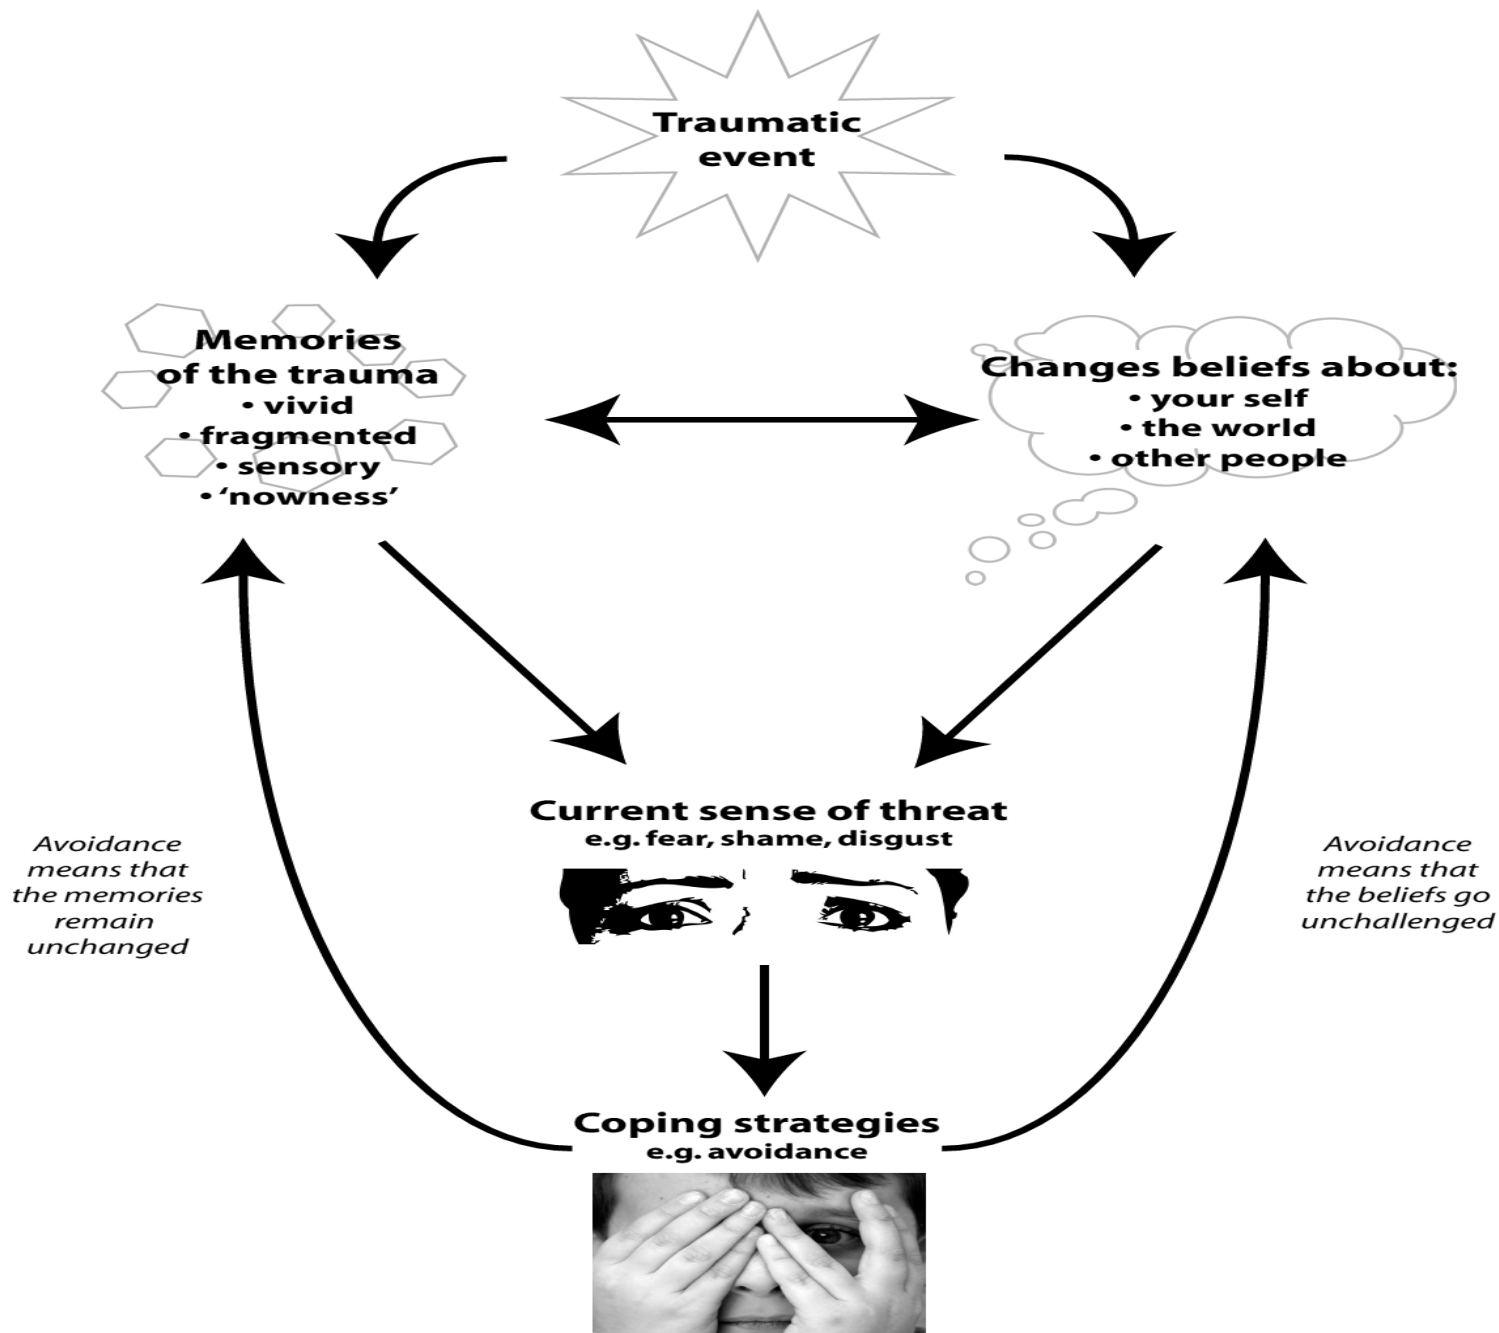 Traumatic
event
Memories
of the trauma
• vivid
• fragmented
• sensory
• ‘nowness’
Changes beliefs about:
• your self
• the world
• other people
Current sense of threat
e.g. fear, shame, disgust
Avoidance
means that
the memories
remain
unchanged
Avoidance
means that
the beliefs go
unchallenged
Coping strategies
e.g. avoidance